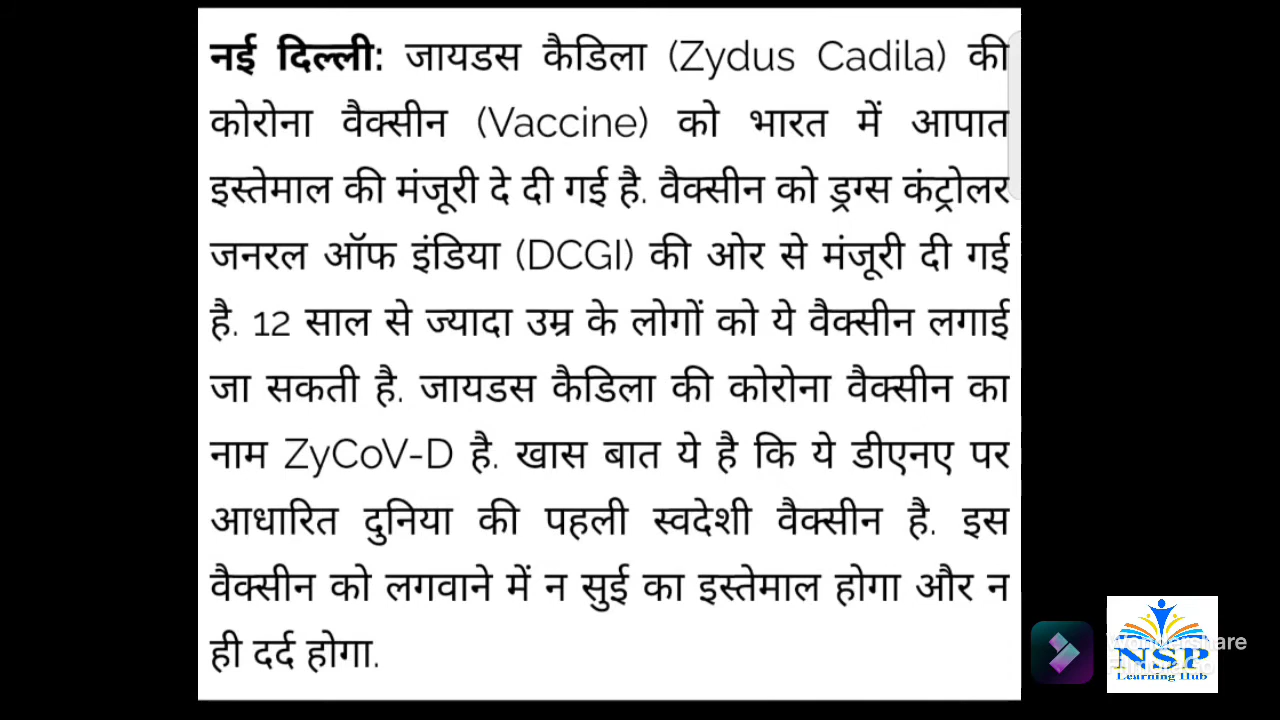 नई दिल्ली: जायडस कैडिला (Zydus Cadila) की
कोरोना वैक्सीन (Vaccine) को भारत में आपात
इस्तेमाल की मंजूरी दे दी गई है. वैक्सीन को ड्रग्स कंट्रोलर
जनरल ऑफ इंडिया (DCGI) की ओर से मंजूरी दी गई
है. 12 साल से ज्यादा उम्र के लोगों को ये वैक्सीन लगाई
जा सकती है. जायडस कैडिला की कोरोना वैक्सीन का
नाम ZyCoV-D है. खास बात ये है कि ये डीएनए पर
आधारित दुनिया की पहली स्वदेशी वैक्सीन है. इस
वैक्सीन को लगवाने में न सुई का इस्तेमाल होगा और न
ही दर्द होगा.
Wondershare
NSP
Learning Hub